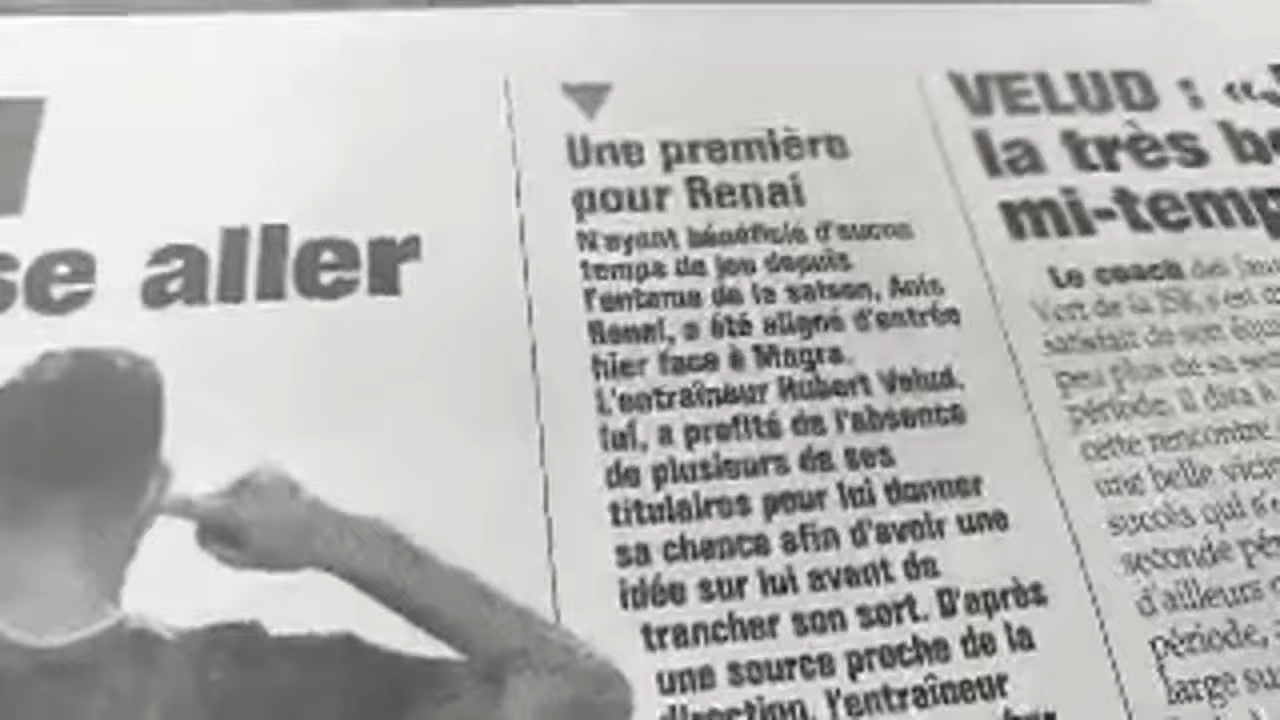 se aller
Une première
pour Renai
N'ayant bénéficié d'aucun
temps de jeu depuis
l'entame de la saison, Anis
Renai, a été aligné d'entrée
hier face à Magra.
L'entraîneur Hubert Velud,
lui, a profité de l'absence
de plusieurs de ses
titulaires pour lui donner
sa chance afin d'avoir une
idée sur lui avant de
trancher son sort. D'après
une source proche de la
direction, l'entraîneur
VELUD : «J
la très be
mi-temp
Le coach des
Vert de la JSK, s'est
satisfait de son équi
peu plus de sa
période. Il dira à
cette rencontre,
une belle victo
succès qui s'e
seconde pér
d'ailleurs
période,
large su